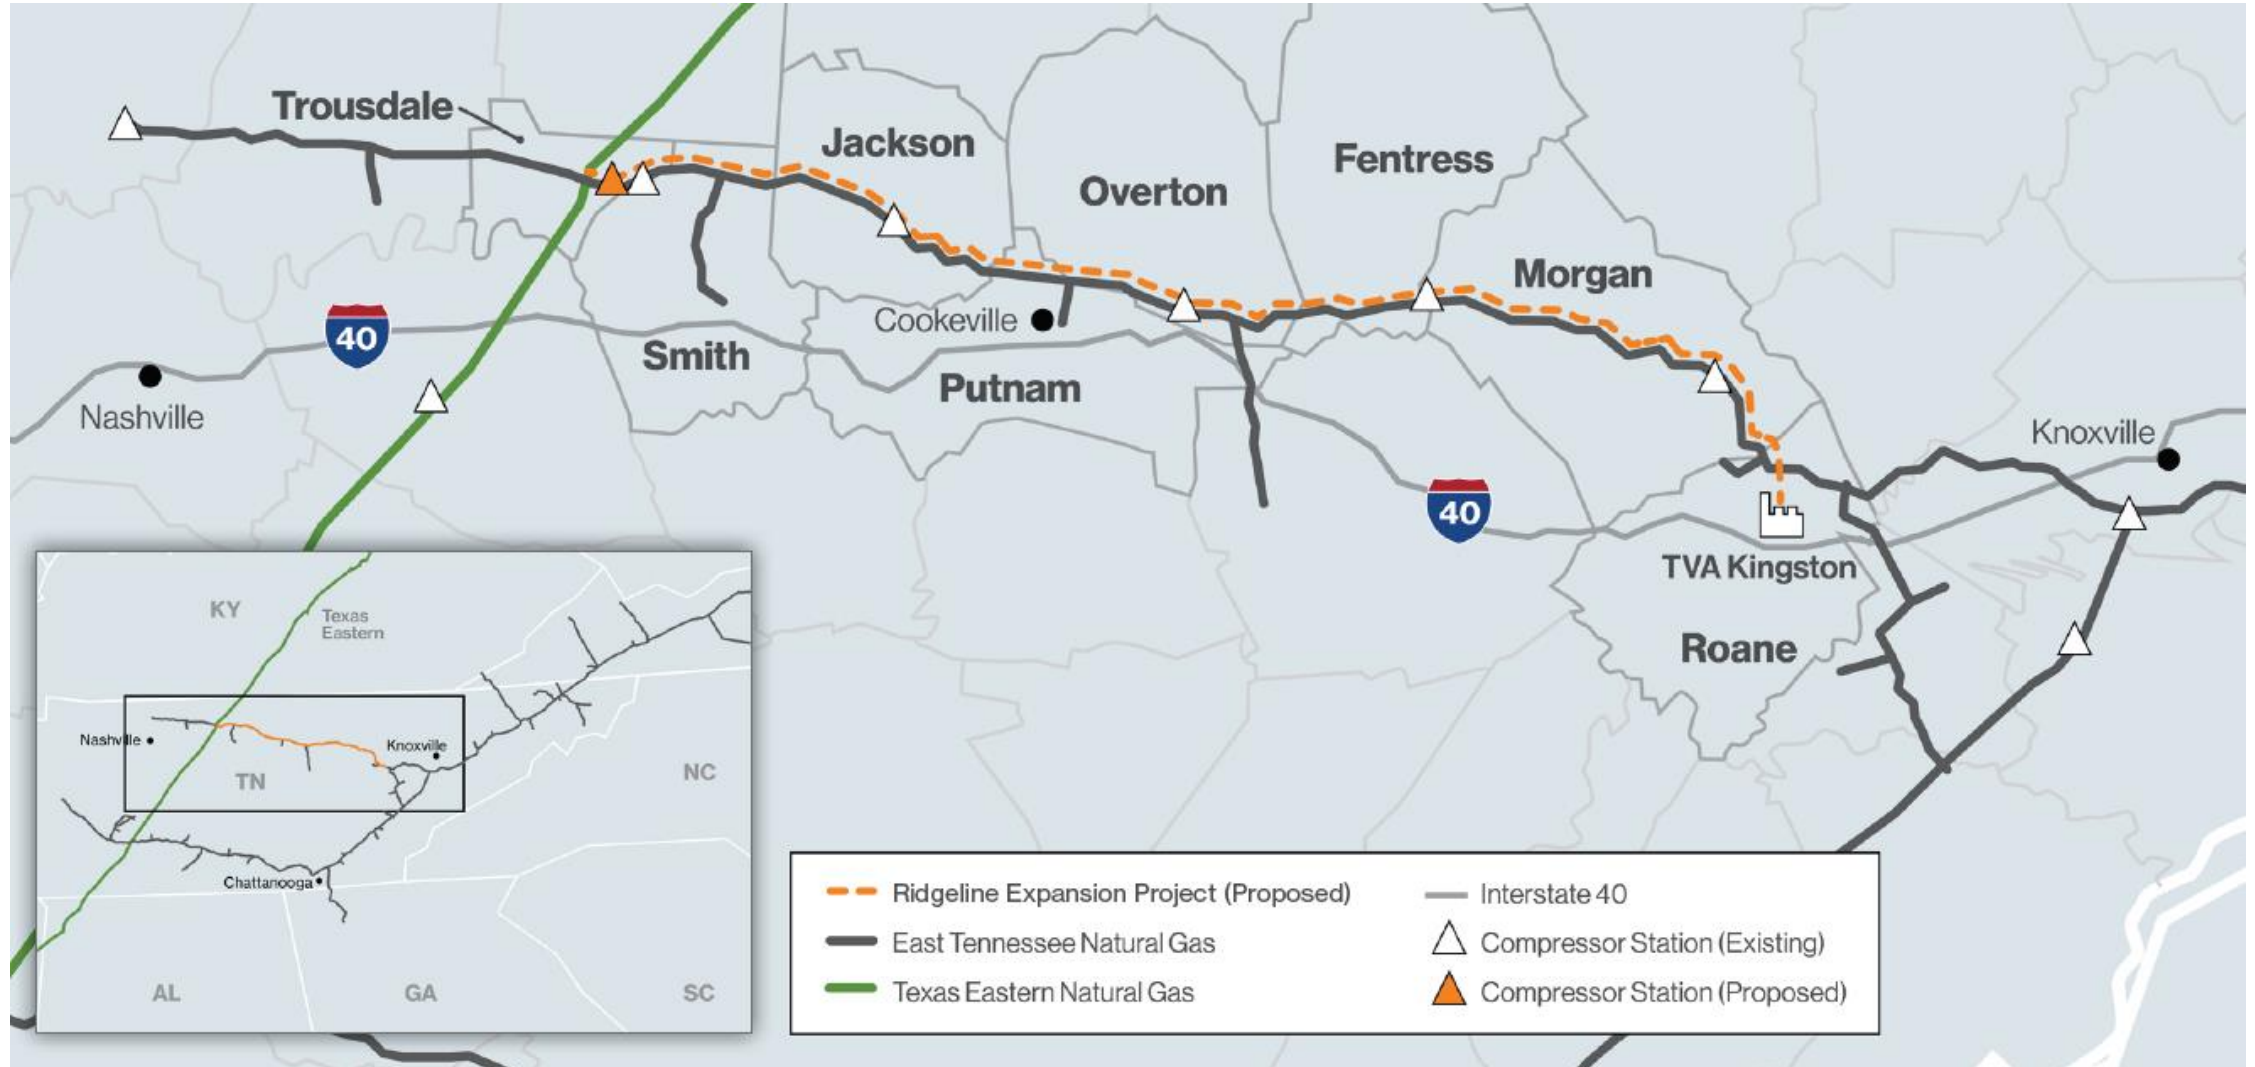 Trousdale
Jackson
Overton
Fentress
Morgan
Cookeville
40
Smith
Putnam
Nashville
Knoxville
40
TVA Kingston
Roane
KY
Texas
Eastern
Nashville
Knoxville
TN
NC
Chattanooga
AL
GA
SC
Ridgeline Expansion Project (Proposed)
East Tennessee Natural Gas
Texas Eastern Natural Gas
Interstate 40
Compressor Station (Existing)
Compressor Station (Proposed)